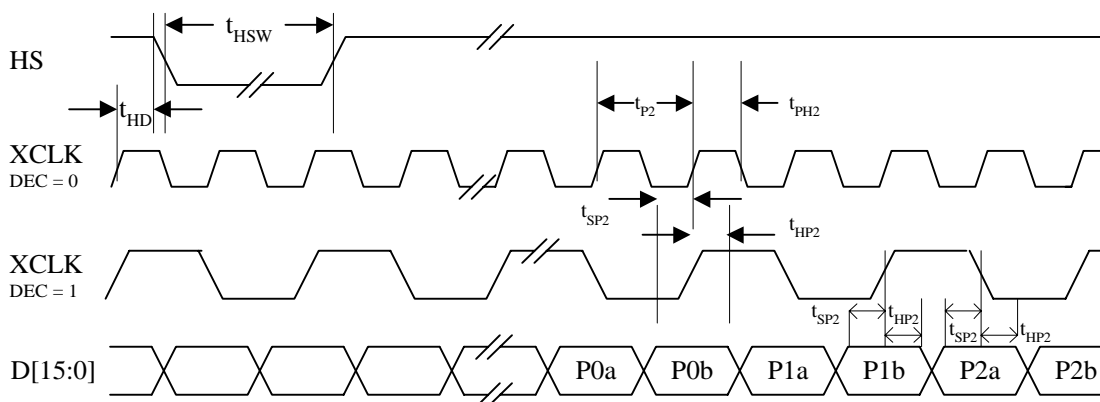 HS
tHSW
tHD
tP2
tPH2
XCLK
DEC = 0
tSP2
tHP2
XCLK
DEC = 1
tSP2
tHP2
tSP2
tHP2
D[15:0]
P0a
P0b
P1a
P1b
P2a
P2b